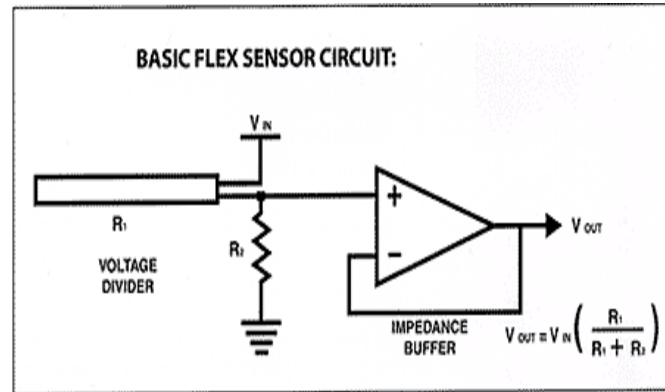 BASIC FLEX SENSOR CIRCUIT:
V IN
R1
VOLTAGE
DIVIDER
R2
+
−
V OUT
IMPEDANCE
BUFFER
V OUT = V IN ( R1 / R1 + R2 )